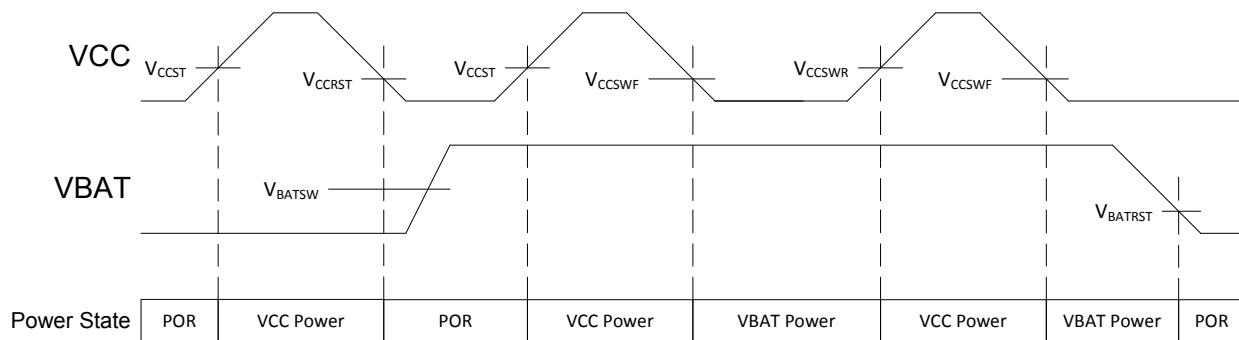 VCC
VCCST
VCCRST
VCCST
VCCSWF
VCCSWR
VCCSWF
VBAT
VBATSW
VBATRST
Power State POR VCC Power POR VCC Power VBAT Power VCC Power VBAT Power POR